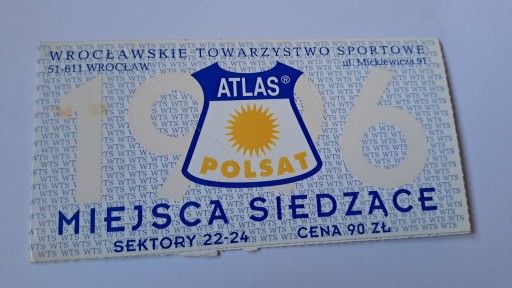 WROCŁAWSKIE TOWARZYSTWO SPORTOWE
51-611 WROCŁAW ul. Mickiewicza 91
1996
ATLAS®
POLSAT
MIEJSCA SIEDZĄCE
SEKTORY 22-24 CENA 90 ZŁ